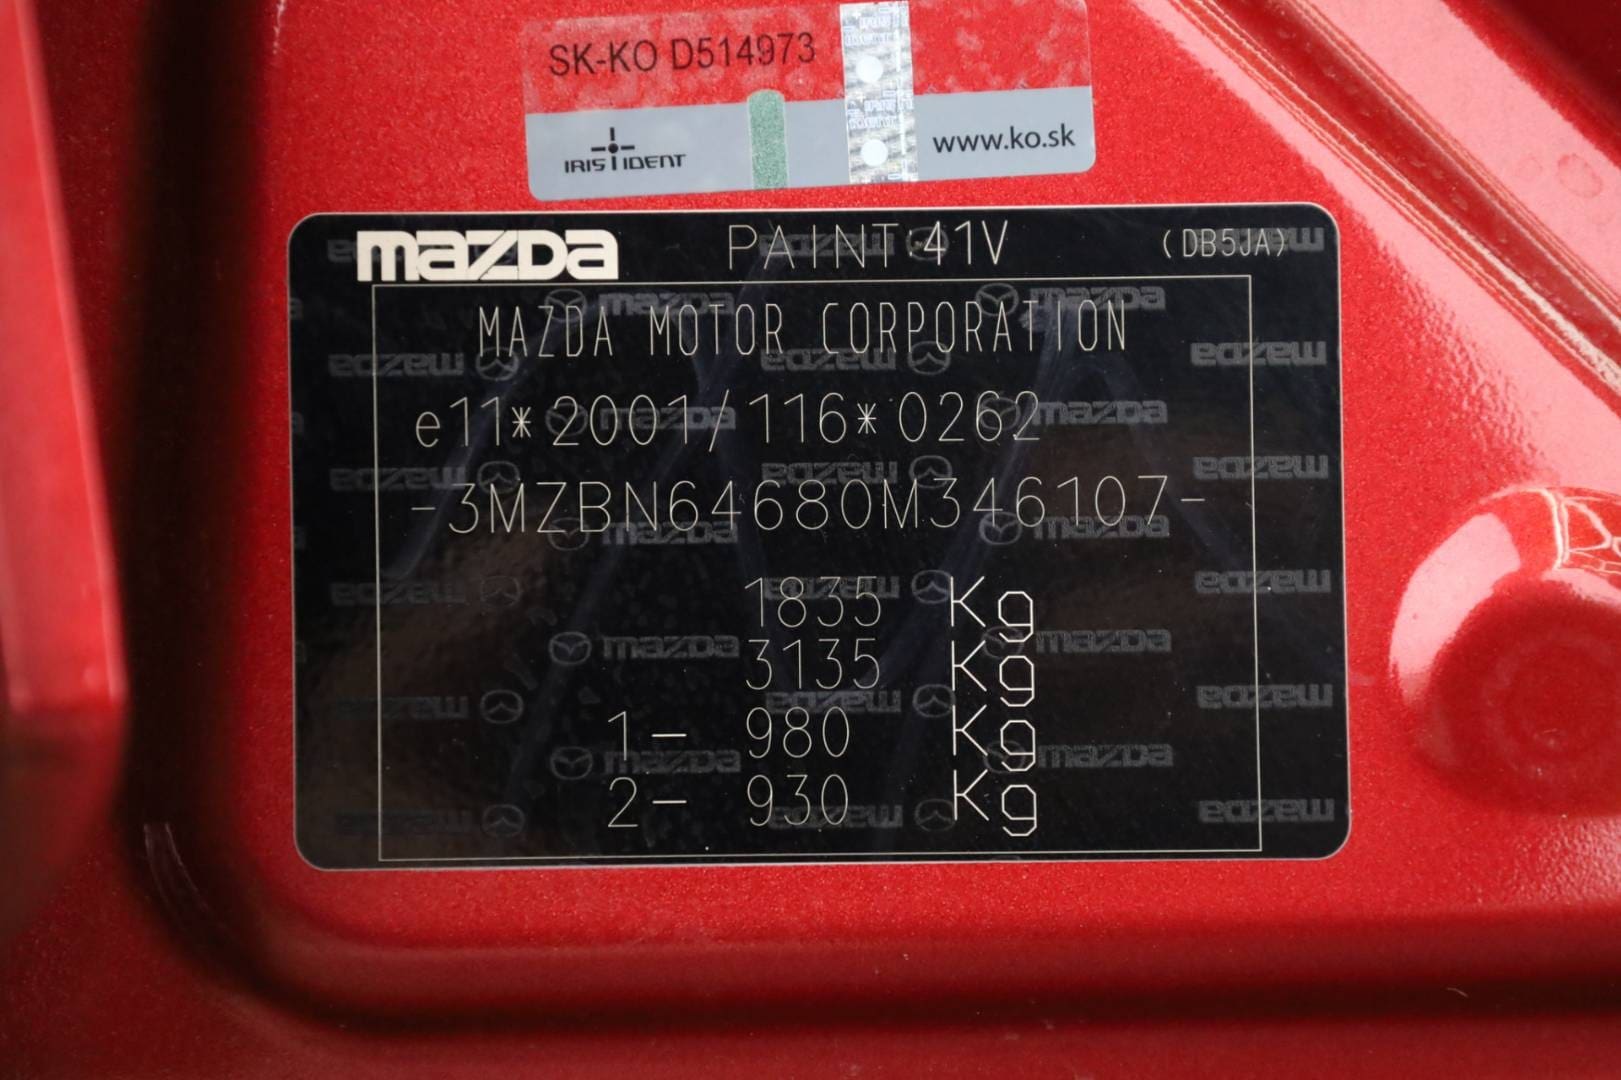 SK-KO D514973
IRIS IDENT
www.ko.sk
mazda PAINT 41V (DB5JA)
MAZDA MOTOR CORPORATION
e11*2001/116*0262
-3MZBN64680M346107-
1835 Kg
3135 Kg
1- 980 Kg
2- 930 Kg